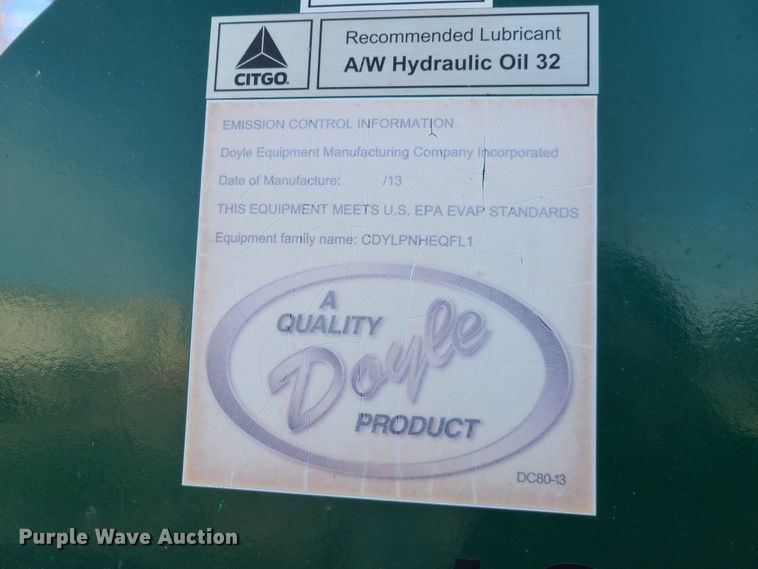 CITGO
Recommended Lubricant
A/W Hydraulic Oil 32
EMISSION CONTROL INFORMATION
Doyle Equipment Manufacturing Company Incorporated
Date of Manufacture: /13
THIS EQUIPMENT MEETS U.S. EPA EVAP STANDARDS
Equipment family name: CDYLPNHEQFL1
A
QUALITY
Doyle
PRODUCT
DC80-13
Purple Wave Auction